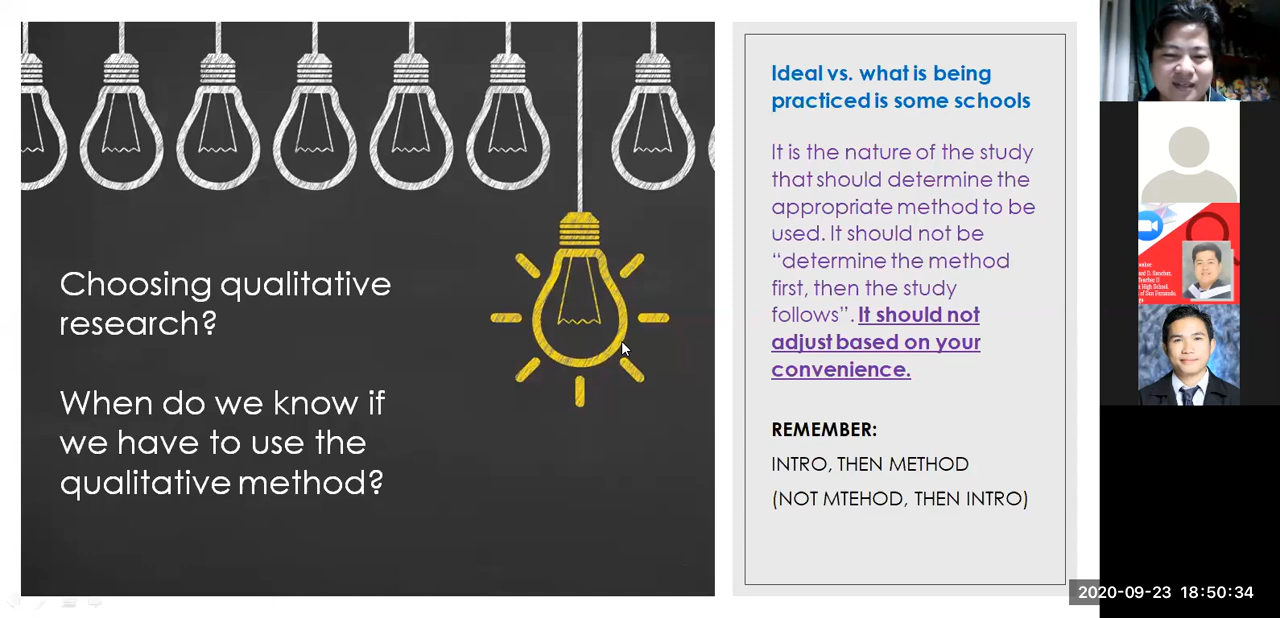 Choosing qualitative
research?
When do we know if
we have to use the
qualitative method?
Ideal vs. what is being
practiced is some schools
It is the nature of the study
that should determine the
appropriate method to be
used. It should not be
“determine the method
first, then the study
follows”. It should not
adjust based on your
convenience.
REMEMBER:
INTRO, THEN METHOD
(NOT MTEHOD, THEN INTRO)
2020-09-23 18:50:34